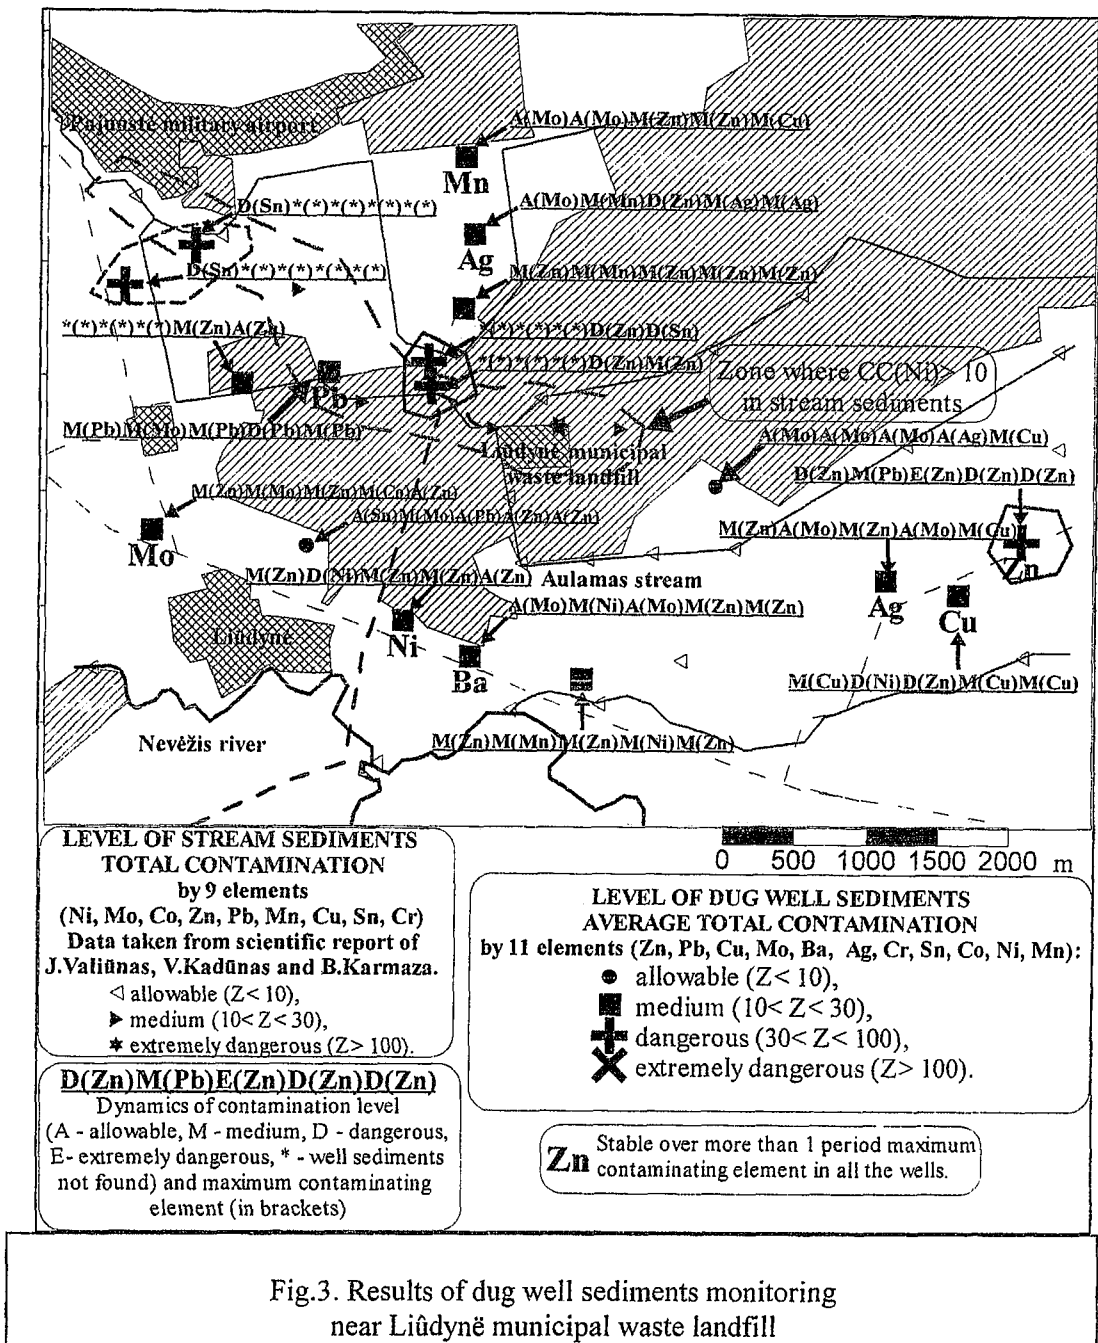 Pajuostë military airport
A(Mo)A(Mo)M(Zn)M(Zn)M(Cu)
Mn
D(Sn)*(*)*(*)*(*)*(*)
A(Mo)M(Mn)D(Zn)M(Ag)M(Ag)
Ag
D(Sn)*(*)*(*)*(*)*(*)
M(Zn)M(Mn)M(Zn)M(Zn)M(Zn)
*(*)*(*)*(*)M(Zn)A(Zn)
*(*)*(*)*(*)D(Zn)D(Sn)
*(*)*(*)*(*)D(Zn)M(Zn)
Pb
Zone where CC(Ni)> 10
in stream sediments
M(Pb)M(Mo)M(Pb)D(Pb)M(Pb)
Liûdynë municipal
waste landfill
A(Mo)A(Mo)A(Mo)A(Ag)M(Cu)
D(Zn)M(Pb)E(Zn)D(Zn)D(Zn)
M(Zn)M(Mo)M(Zn)M(Co)A(Zn)
A(Sn)M(Mo)A(Pb)A(Zn)A(Zn)
M(Zn)A(Mo)M(Zn)A(Mo)M(Cu)
Mo
Zn
M(Zn)D(Ni)M(Zn)M(Zn)A(Zn)
Aulamas stream
A(Mo)M(Ni)A(Mo)M(Zn)M(Zn)
Ag
Cu
Liûdynë
Ni
Ba
M(Cu)D(Ni)D(Zn)M(Cu)M(Cu)
Nevëžis river
M(Zn)M(Mn)M(Zn)M(Ni)M(Zn)
LEVEL OF STREAM SEDIMENTS
TOTAL CONTAMINATION
by 9 elements
(Ni, Mo, Co, Zn, Pb, Mn, Cu, Sn, Cr)
Data taken from scientific report of
J.Valiûnas, V.Kadûnas and B.Karmaza.
allowable (Z< 10),
medium (10< Z< 30),
extremely dangerous (Z> 100).
0 500 1000 1500 2000 m
LEVEL OF DUG WELL SEDIMENTS
AVERAGE TOTAL CONTAMINATION
by 11 elements (Zn, Pb, Cu, Mo, Ba, Ag, Cr, Sn, Co, Ni, Mn):
allowable (Z< 10),
medium (10< Z< 30),
dangerous (30< Z< 100),
extremely dangerous (Z> 100).
D(Zn)M(Pb)E(Zn)D(Zn)D(Zn)
Dynamics of contamination level
(A - allowable, M - medium, D - dangerous,
E- extremely dangerous, * - well sediments
not found) and maximum contaminating
element (in brackets)
Zn Stable over more than 1 period maximum
contaminating element in all the wells.
Fig.3. Results of dug well sediments monitoring
near Liûdynë municipal waste landfill